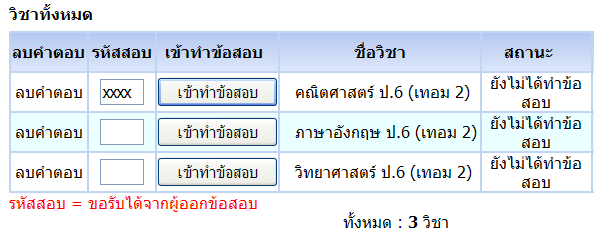 วิชาทั้งหมด
ลบคำตอบ รหัสสอบ เข้าทำข้อสอบ ชื่อวิชา สถานะ
ลบคำตอบ xxxx เข้าทำข้อสอบ คณิตศาสตร์ ป.6 (เทอม 2) ยังไม่ได้ทำข้อ
สอบ
ลบคำตอบ เข้าทำข้อสอบ ภาษาอังกฤษ ป.6 (เทอม 2) ยังไม่ได้ทำข้อ
สอบ
ลบคำตอบ เข้าทำข้อสอบ วิทยาศาสตร์ ป.6 (เทอม 2) ยังไม่ได้ทำข้อ
สอบ
รหัสสอบ = ขอรับได้จากผู้ออกข้อสอบ
ทั้งหมด : 3 วิชา